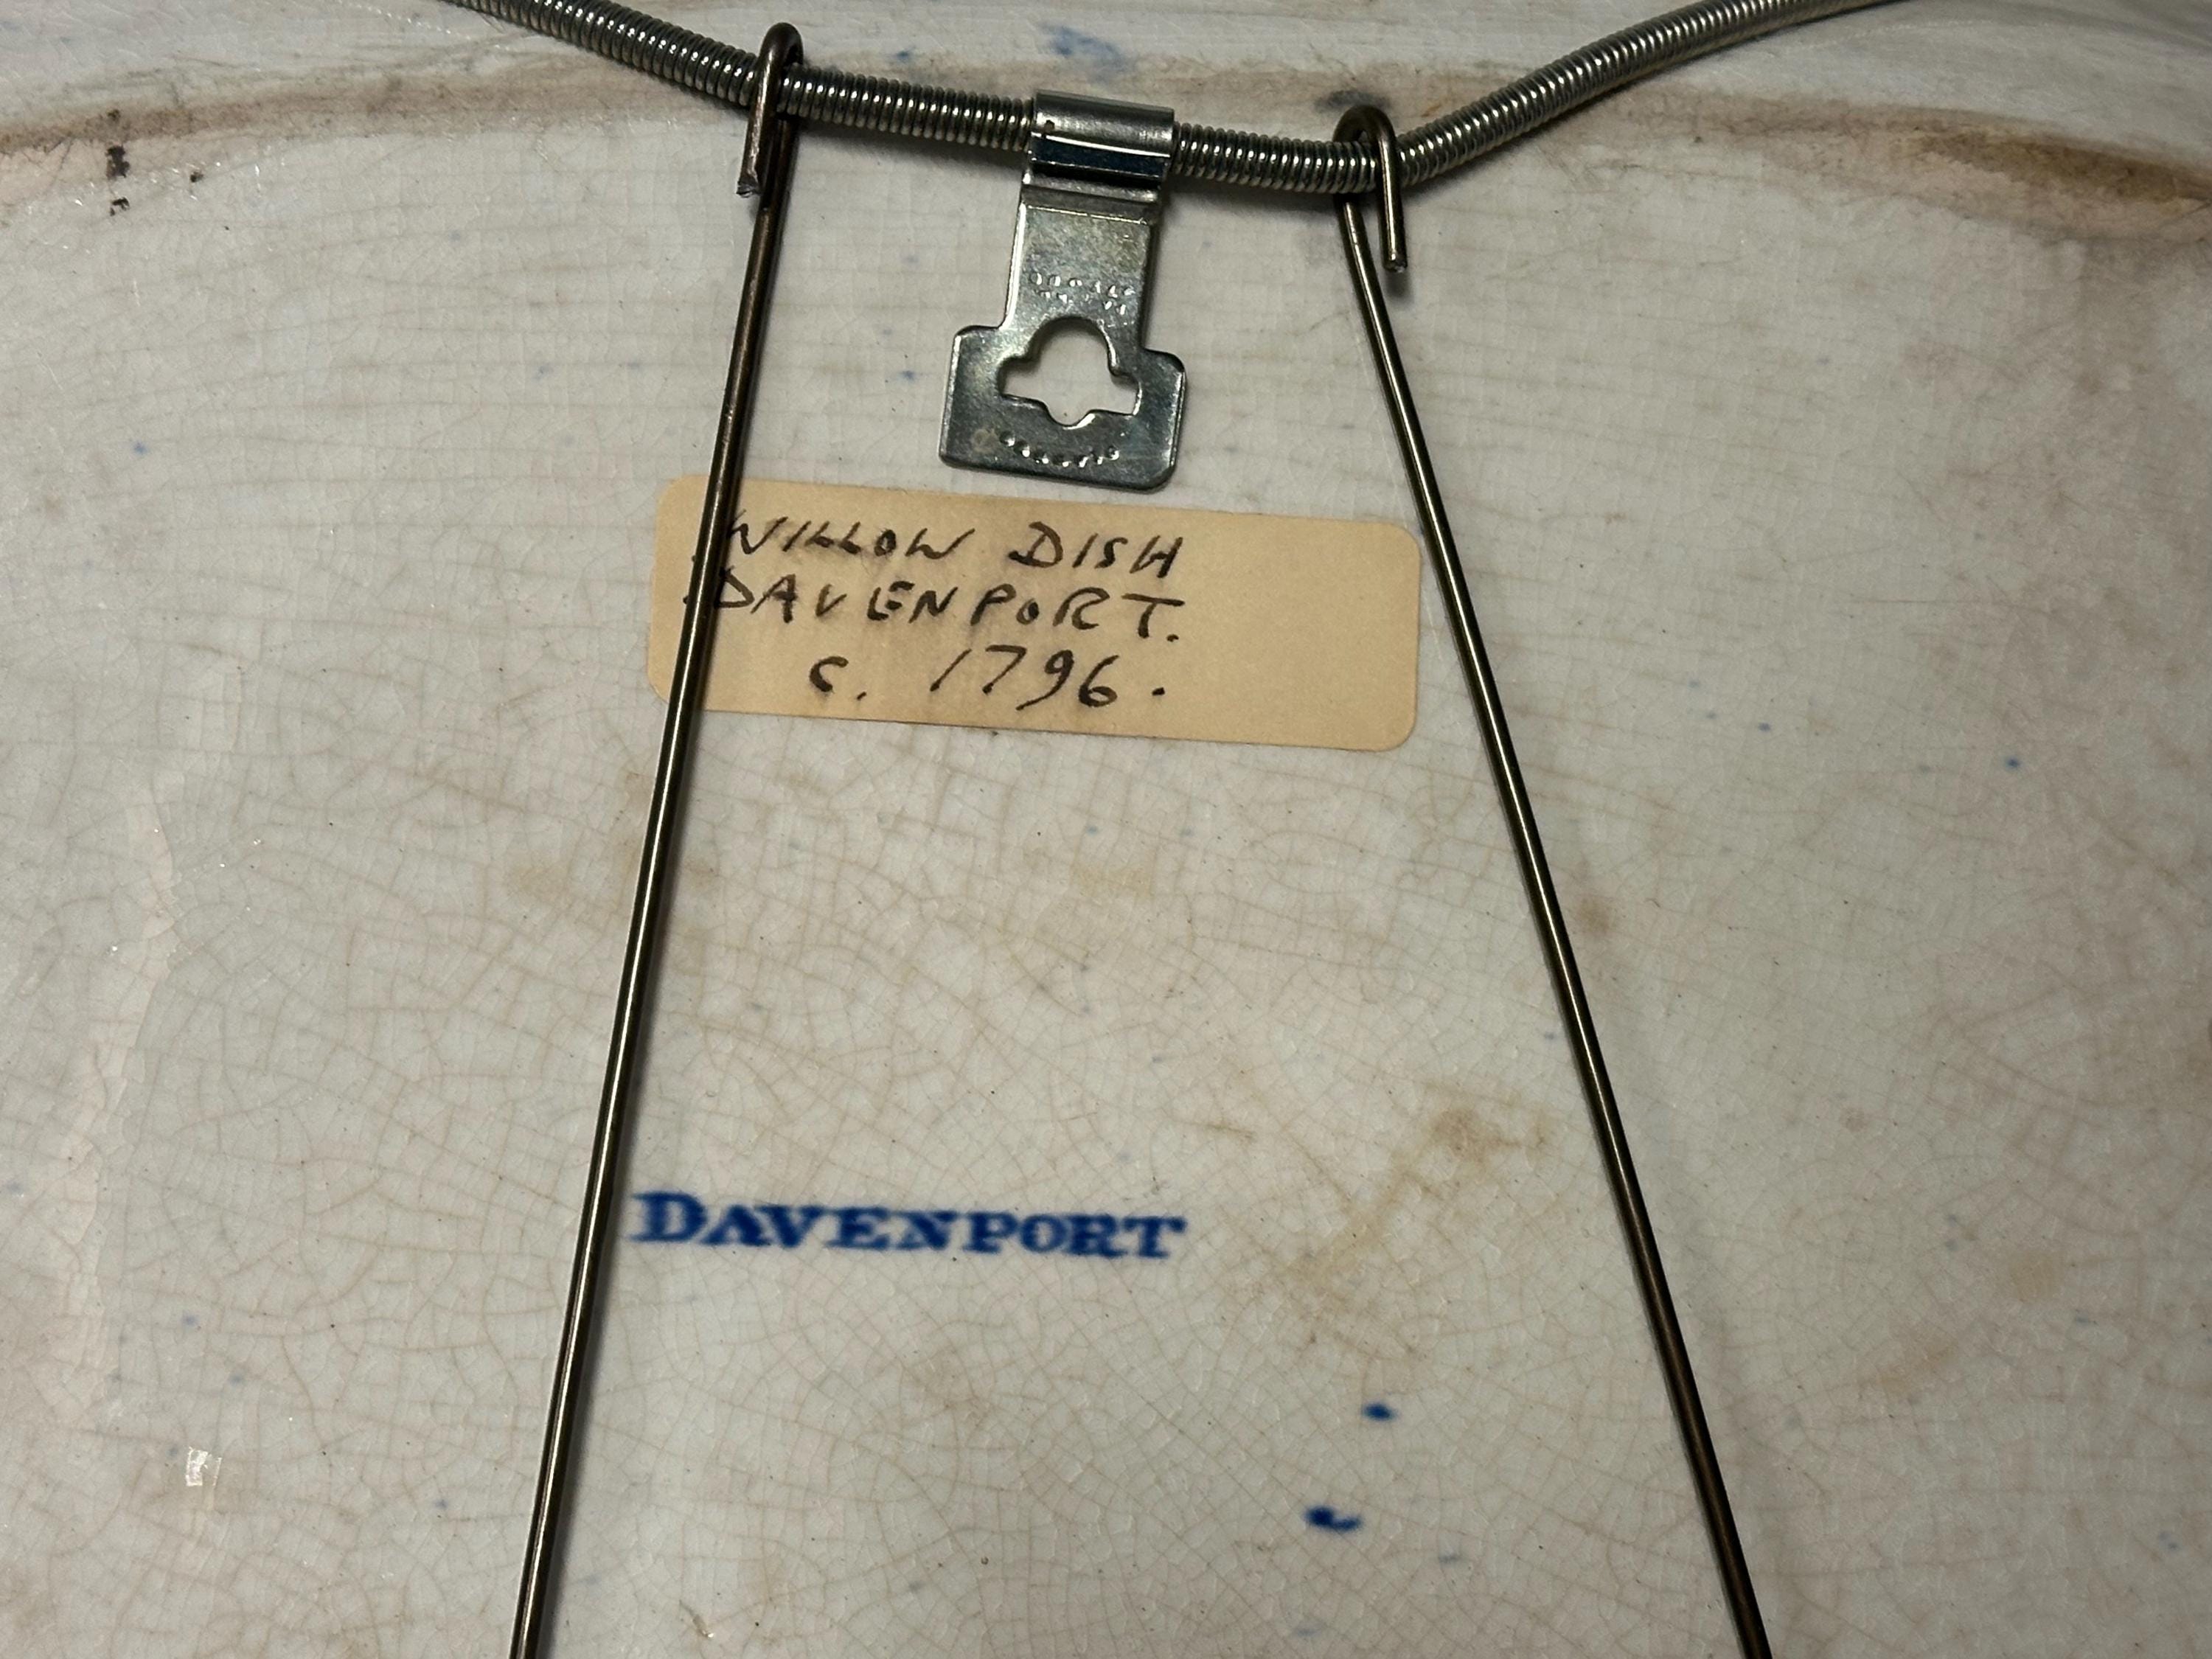 WILLOW DISH
DAVENPORT.
c. 1796.
DAVENPORT